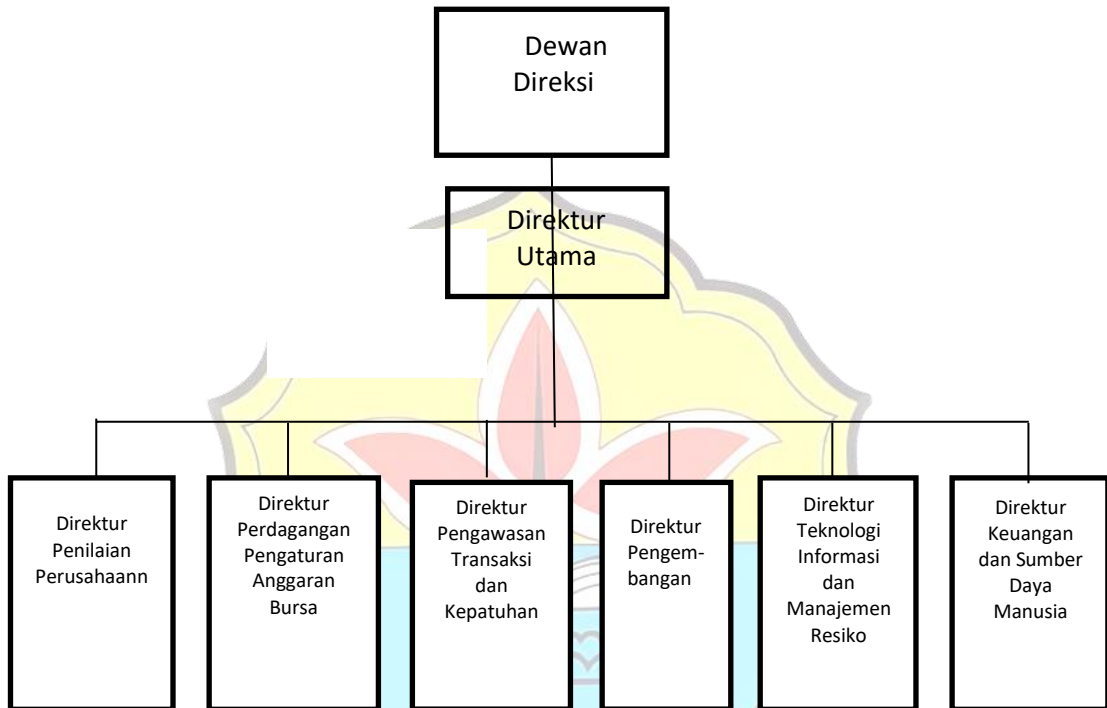 Dewan
Direksi
Direktur
Utama
Direktur
Penilaian
Perusahaann
Direktur
Perdagangan
Pengaturan
Anggaran
Bursa
Direktur
Pengawasan
Transaksi
dan
Kepatuhan
Direktur
Pengem-
bangan
Direktur
Teknologi
Informasi
dan
Manajemen
Resiko
Direktur
Keuangan
dan Sumber
Daya
Manusia